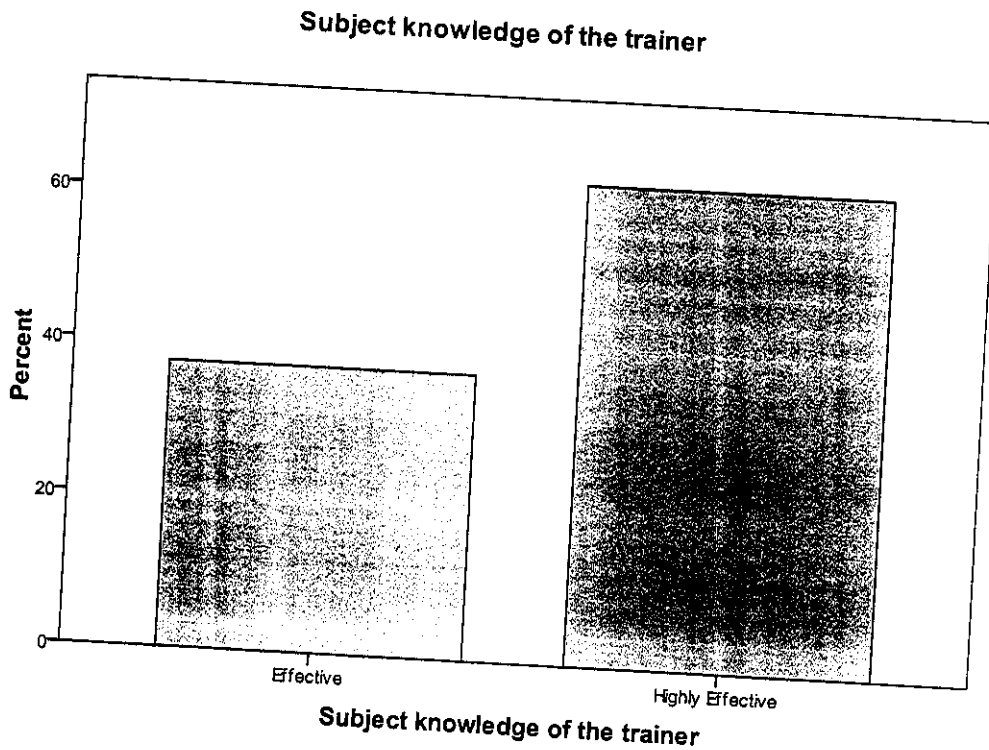 Subject knowledge of the trainer
60
40
20
0
Percent
Effective
Highly Effective
Subject knowledge of the trainer